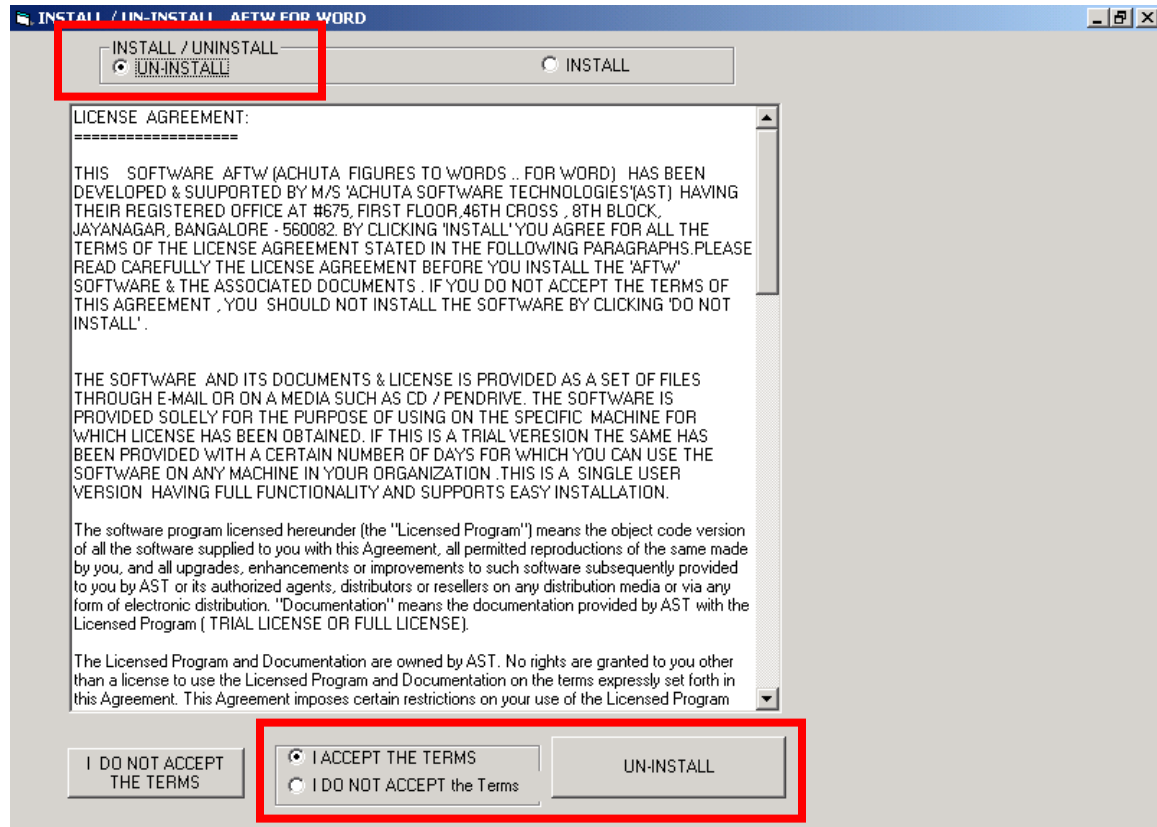 INSTALL / UN-INSTALL AFTW FOR WORD
INSTALL / UNINSTALL
UN-INSTALL
INSTALL
LICENSE AGREEMENT:
===================
THIS SOFTWARE AFTW (ACHUTA FIGURES TO WORDS .. FOR WORD) HAS BEEN
DEVELOPED & SUUPORTED BY M/S 'ACHUTA SOFTWARE TECHNOLOGIES'(AST) HAVING
THEIR REGISTERED OFFICE AT #675, FIRST FLOOR,46TH CROSS , 8TH BLOCK,
JAYANAGAR, BANGALORE - 560082. BY CLICKING 'INSTALL' YOU AGREE FOR ALL THE
TERMS OF THE LICENSE AGREEMENT STATED IN THE FOLLOWING PARAGRAPHS.PLEASE
READ CAREFULLY THE LICENSE AGREEMENT BEFORE YOU INSTALL THE 'AFTW'
SOFTWARE & THE ASSOCIATED DOCUMENTS . IF YOU DO NOT ACCEPT THE TERMS OF
THIS AGREEMENT , YOU SHOULD NOT INSTALL THE SOFTWARE BY CLICKING 'DO NOT
INSTALL' .
THE SOFTWARE AND ITS DOCUMENTS & LICENSE IS PROVIDED AS A SET OF FILES
THROUGH E-MAIL OR ON A MEDIA SUCH AS CD / PENDRIVE. THE SOFTWARE IS
PROVIDED SOLELY FOR THE PURPOSE OF USING ON THE SPECIFIC MACHINE FOR
WHICH LICENSE HAS BEEN OBTAINED. IF THIS IS A TRIAL VERESION THE SAME HAS
BEEN PROVIDED WITH A CERTAIN NUMBER OF DAYS FOR WHICH YOU CAN USE THE
SOFTWARE ON ANY MACHINE IN YOUR ORGANIZATION .THIS IS A SINGLE USER
VERSION HAVING FULL FUNCTIONALITY AND SUPPORTS EASY INSTALLATION.
The software program licensed hereunder (the "Licensed Program") means the object code version
of all the software supplied to you with this Agreement, all permitted reproductions of the same made
by you, and all upgrades, enhancements or improvements to such software subsequently provided
to you by AST or its authorized agents, distributors or resellers on any distribution media or via any
form of electronic distribution. "Documentation" means the documentation provided by AST with the
Licensed Program ( TRIAL LICENSE OR FULL LICENSE).
The Licensed Program and Documentation are owned by AST. No rights are granted to you other
than a license to use the Licensed Program and Documentation on the terms expressly set forth in
this Agreement. This Agreement imposes certain restrictions on your use of the Licensed Program
I DO NOT ACCEPT
THE TERMS
I ACCEPT THE TERMS
I DO NOT ACCEPT the Terms
UN-INSTALL